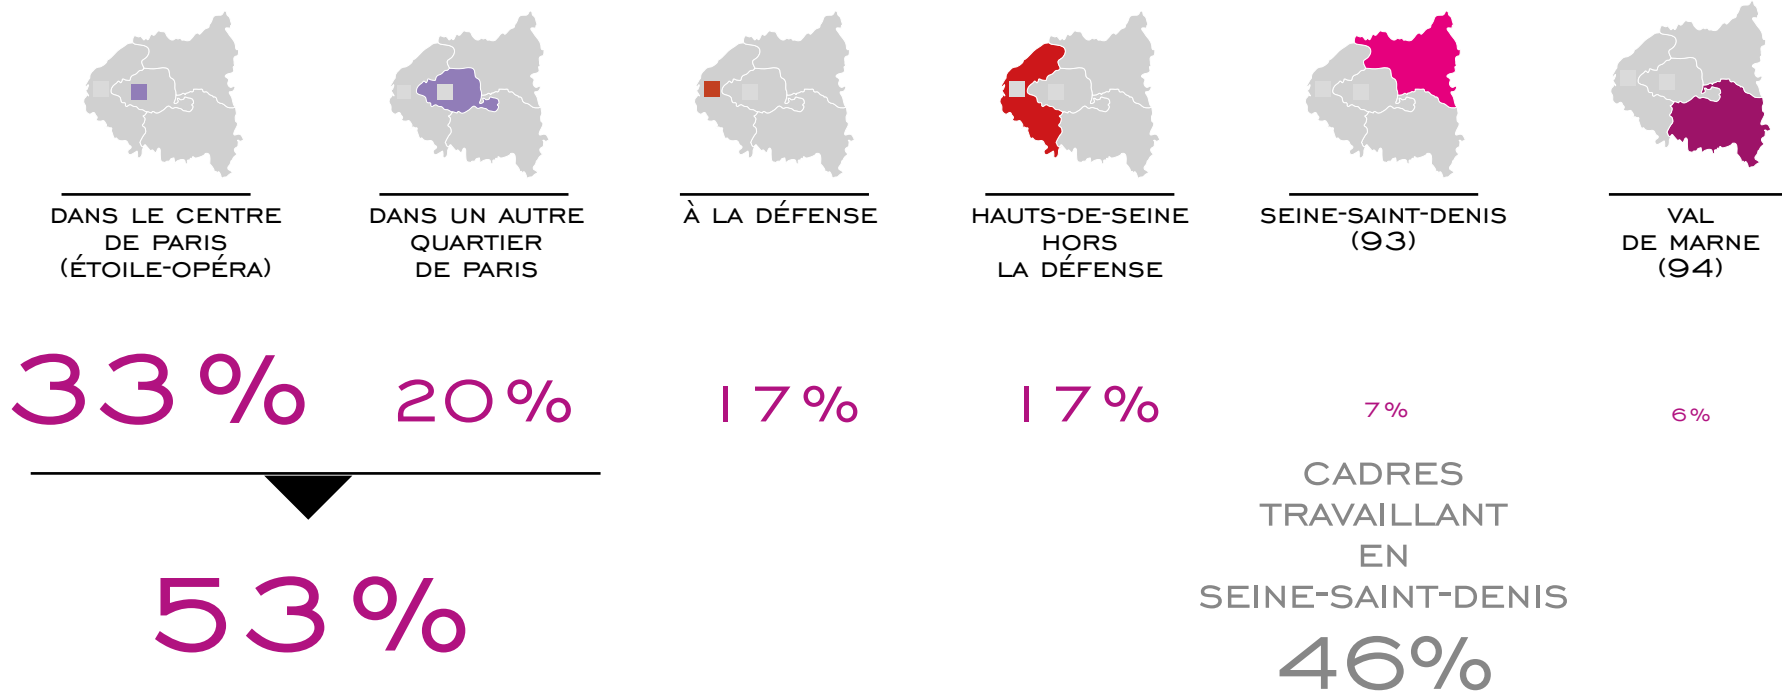 DANS LE CENTRE
DE PARIS
(ÉTOILE-OPÉRA)
DANS UN AUTRE
QUARTIER
DE PARIS
À LA DÉFENSE
HAUTS-DE-SEINE
HORS
LA DÉFENSE
SEINE-SAINT-DENIS
(93)
VAL
DE MARNE
(94)
33%
20%
17%
17%
7%
6%
53%
CADRES
TRAVAILLANT
EN
SEINE-SAINT-DENIS
46%